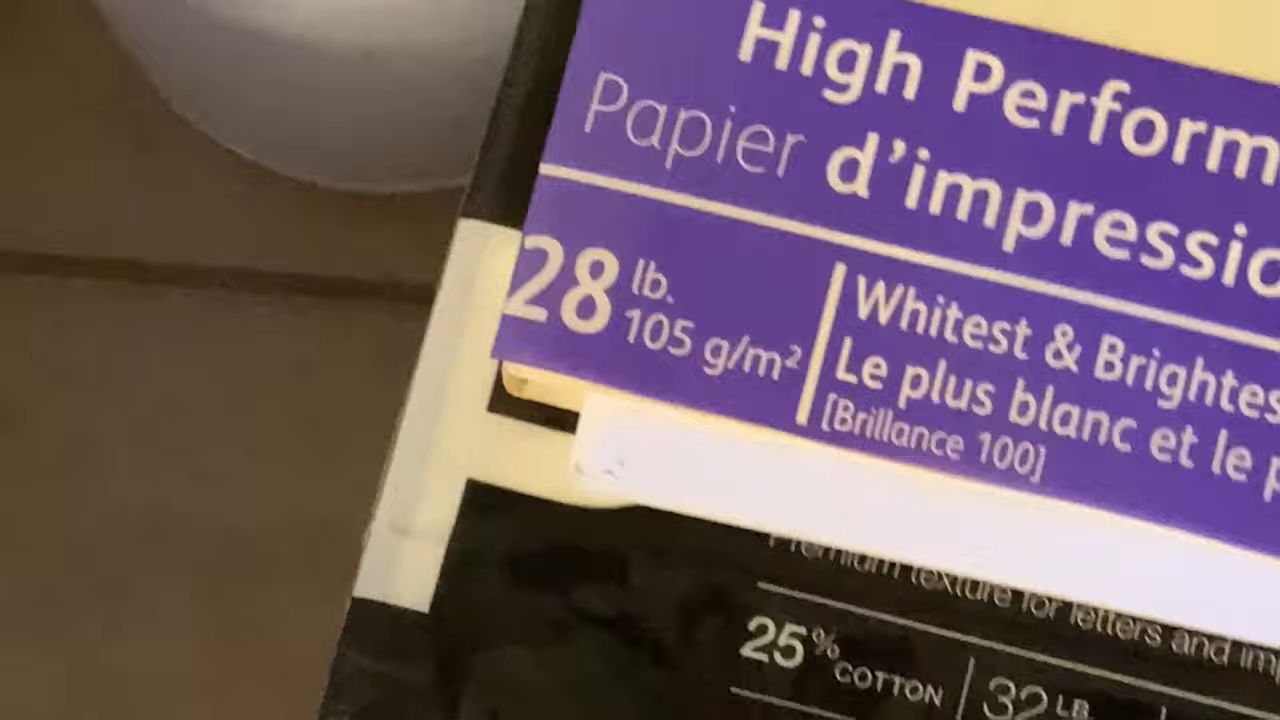 High Perform
Papier d'impressio
28 lb.
105 g/m²
Whitest & Brightes
Le plus blanc et le p
[Brillance 100]
Premium texture for letters and im
25% COTTON | 32 LB